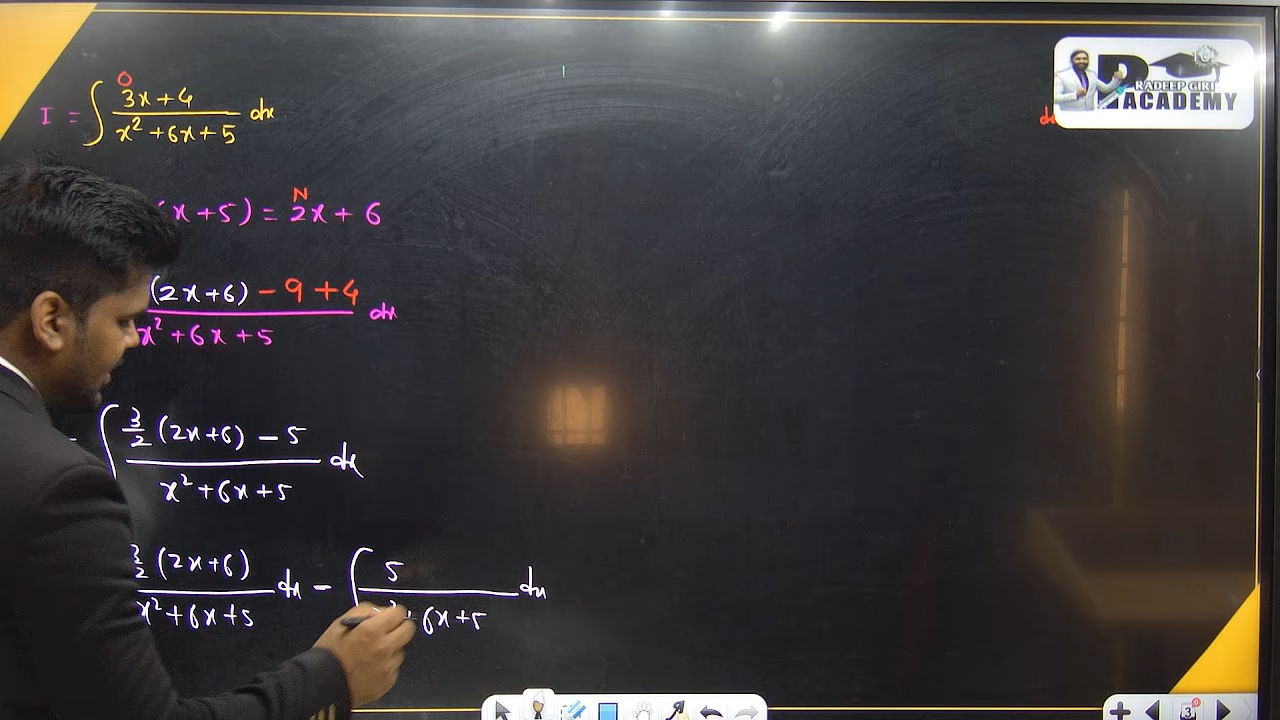 PRADEEP GIRI
ACADEMY
I = ∫ 3x+4 / x² + 6x + 5 dx
O
dx
N
x + 5) = 2x + 6
(2x+6) - 9 + 4 / x² + 6x + 5 dx
∫ 3/2 (2x+6) - 5 / x² + 6x + 5 dx
3/2 (2x+6) / x² + 6x + 5 dx - ∫ 5 / + 6x + 5 dx
3